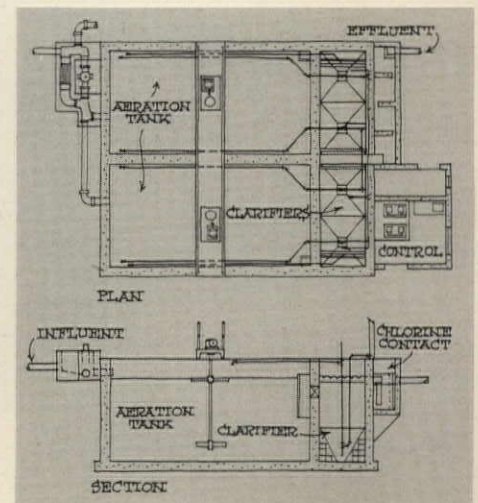 EFFLUENT
AERATION
TANK
CLARIFIERS
CONTROL
PLAN
INFLUENT
CHLORINE
CONTACT
AERATION
TANK
CLARIFIER
SECTION